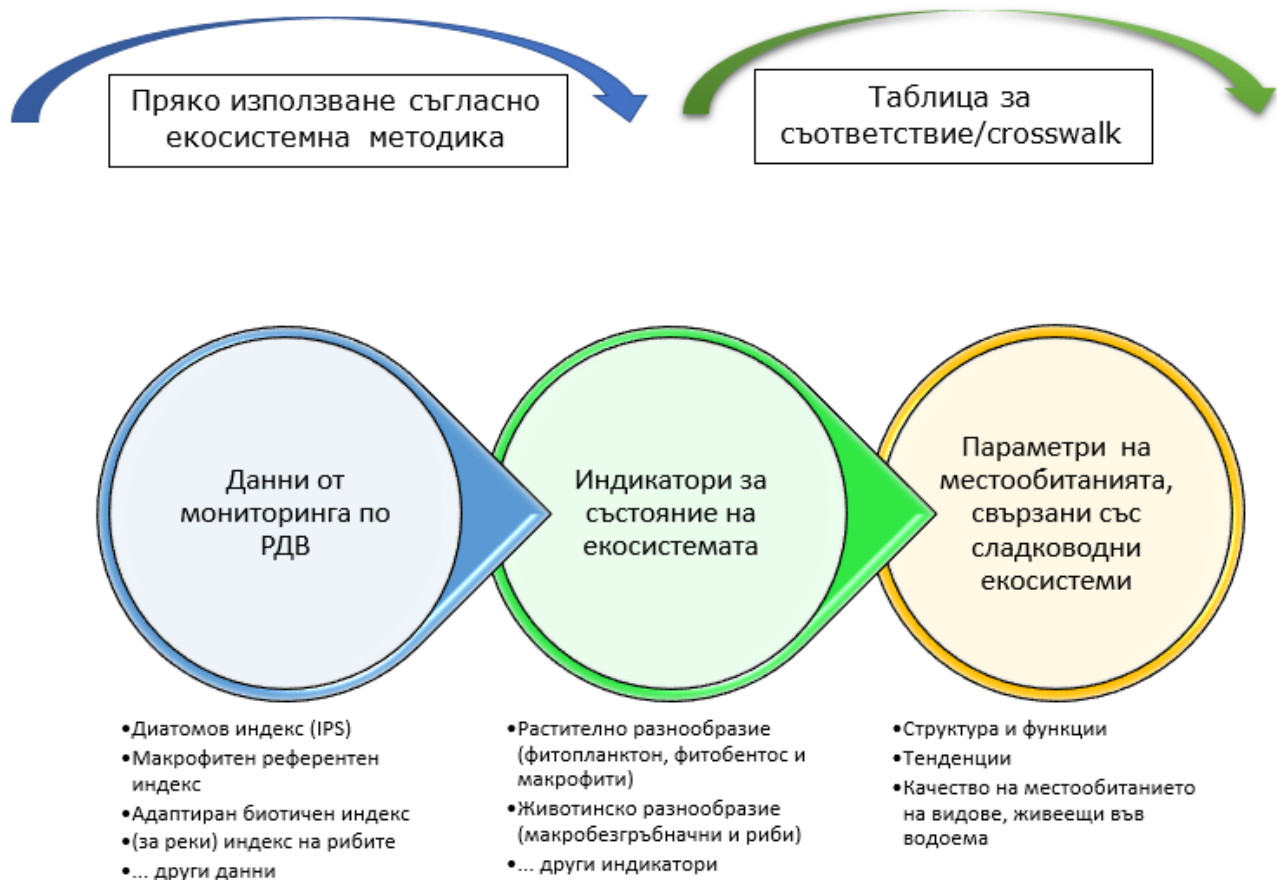 Пряко използване съгласно
екосистемна методика
Таблица за
съответствие/crosswalk
Данни от
мониторинга по
РДВ
Индикатори за
състояние на
екосистемата
Параметри на
местообитанията,
свързани със
сладководни
екосистеми
•Диатомов индекс (IPS)
•Макрофитен референтен
индекс
•Адаптиран биотичен индекс
•(за реки) индекс на рибите
•... други данни
•Растително разнообразие
(фитопланктон, фитобентос и
макрофити)
•Животинско разнообразие
(макробезгръбначни и риби)
•... други индикатори
•Структура и функции
•Тенденции
•Качество на местообитанието
на видове, живеещи във
водоема